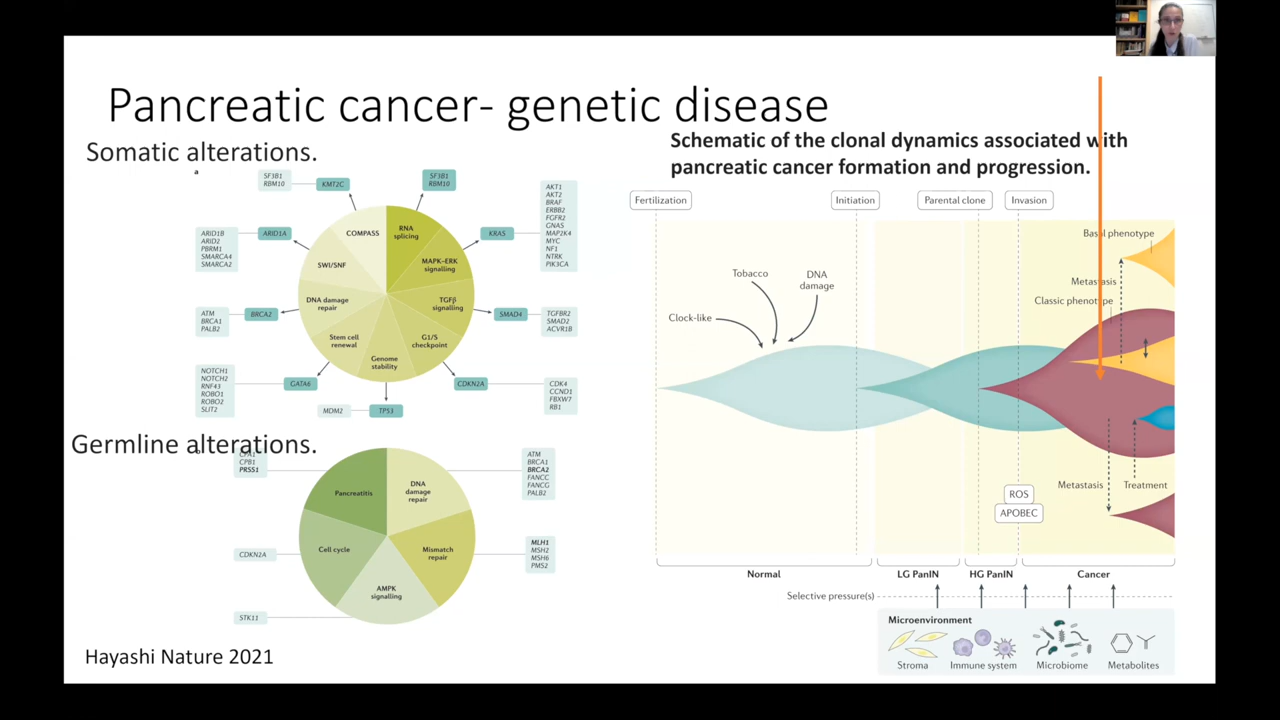 Pancreatic cancer- genetic disease
Somatic alterations.
a
SF3B1
RBM10
KMT2C
SF3B1
RBM10
AKT1
AKT2
BRAF
ERBB2
FGFR2
GNAS
MAP2K4
MYC
NF1
NTRK
PIK3CA
KRAS
COMPASS
RNA
splicing
ARID1B
ARID2
PBRM1
SMARCA4
SMARCA2
ARID1A
SWI/SNF
MAPK–ERK
signalling
DNA damage
repair
TGFβ
signalling
ATM
BRCA1
PALB2
BRCA2
SMAD4
TGFBR2
SMAD2
ACVR1B
Stem cell
renewal
G1/S
checkpoint
Genome
stability
NOTCH1
NOTCH2
RNF43
ROBO1
ROBO2
SLIT2
GATA6
CDKN2A
CDK4
CCND1
FBXW7
RB1
MDM2
TP53
Germline alterations.
CPB1
PRSS1
Pancreatitis
DNA
damage
repair
ATM
BRCA1
BRCA2
FANCC
FANCG
PALB2
CDKN2A
Cell cycle
Mismatch
repair
MLH1
MSH2
MSH6
PMS2
AMPK
signalling
STK11
Hayashi Nature 2021
Schematic of the clonal dynamics associated with
pancreatic cancer formation and progression.
Fertilization
Initiation
Parental clone
Invasion
Basal phenotype
Tobacco
DNA
damage
Clock-like
Metastasis
Classic phenotype
Metastasis
Treatment
ROS
APOBEC
Normal
LG PanIN
HG PanIN
Cancer
Selective pressure(s)
Microenvironment
Stroma
Immune system
Microbiome
Metabolites